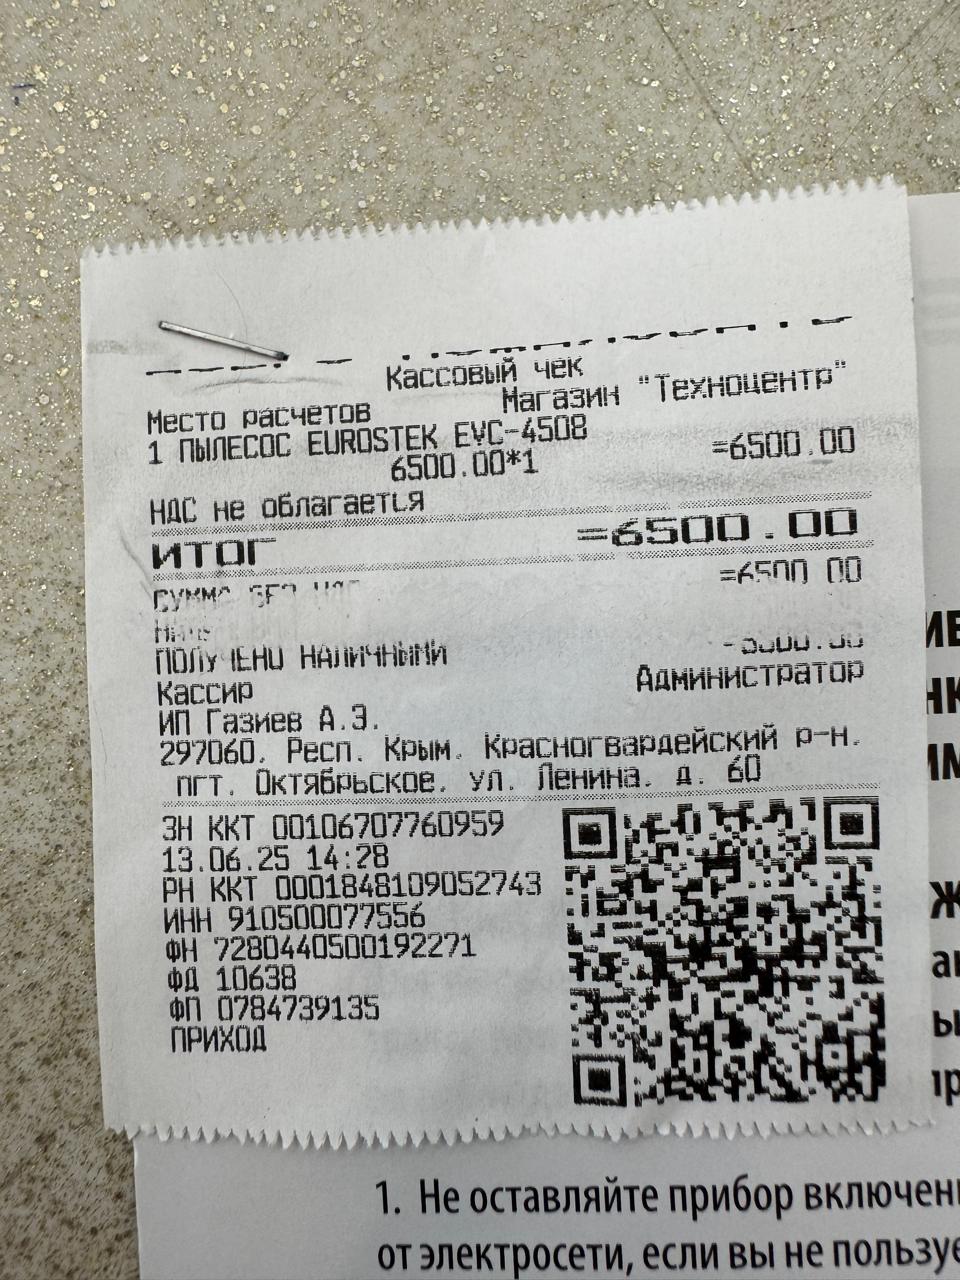 Кассовый чек
Место расчетов Магазин "Техноцентр"
1 ПЫЛЕСОС EUROSTEK EVC-4508
6500.00*1 =6500.00
НДС не облагается
ИТОГ =6500.00
СУММА БЕЗ НДС =6500.00
ПОЛУЧЕНО НАЛИЧНЫМИ
Кассир Администратор
ИП Газиев А.Э.
297060, Респ. Крым, Красногвардейский р-н,
пгт. Октябрьское, ул. Ленина, д. 60
ЗН ККТ 00106707760959
13.06.25 14:28
РН ККТ 0001848109052743
ИНН 910500077556
ФН 7280440500192271
ФД 10638
ФП 0784739135
ПРИХОД
1. Не оставляйте прибор
от электросети, если вы не